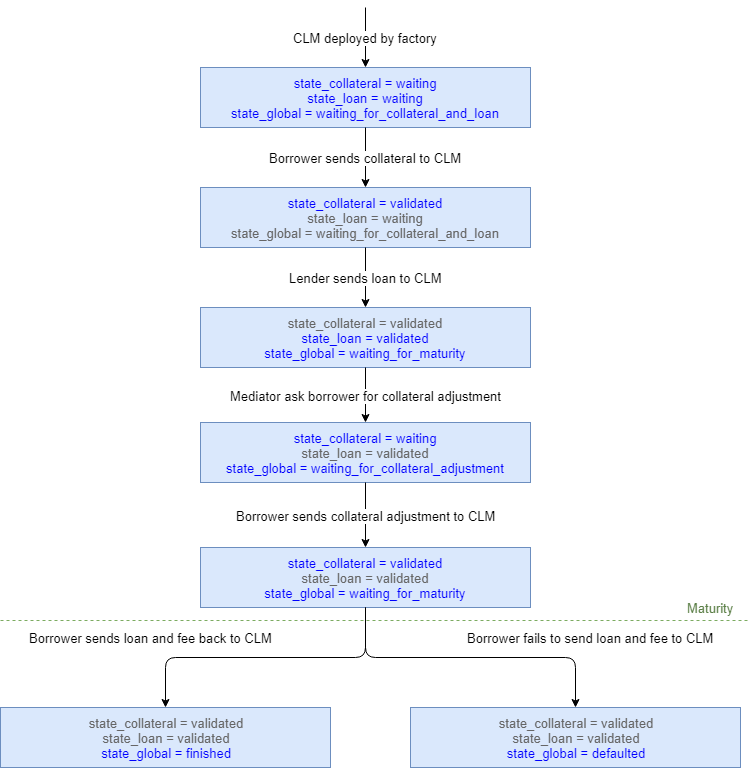 CLM deployed by factory
state_collateral = waiting
state_loan = waiting
state_global = waiting_for_collateral_and_loan
Borrower sends collateral to CLM
state_collateral = validated
state_loan = waiting
state_global = waiting_for_collateral_and_loan
Lender sends loan to CLM
state_collateral = validated
state_loan = validated
state_global = waiting_for_maturity
Mediator ask borrower for collateral adjustment
state_collateral = waiting
state_loan = validated
state_global = waiting_for_collateral_adjustment
Borrower sends collateral adjustment to CLM
state_collateral = validated
state_loan = validated
state_global = waiting_for_maturity
Maturity
Borrower sends loan and fee back to CLM
Borrower fails to send loan and fee to CLM
state_collateral = validated
state_loan = validated
state_global = finished
state_collateral = validated
state_loan = validated
state_global = defaulted